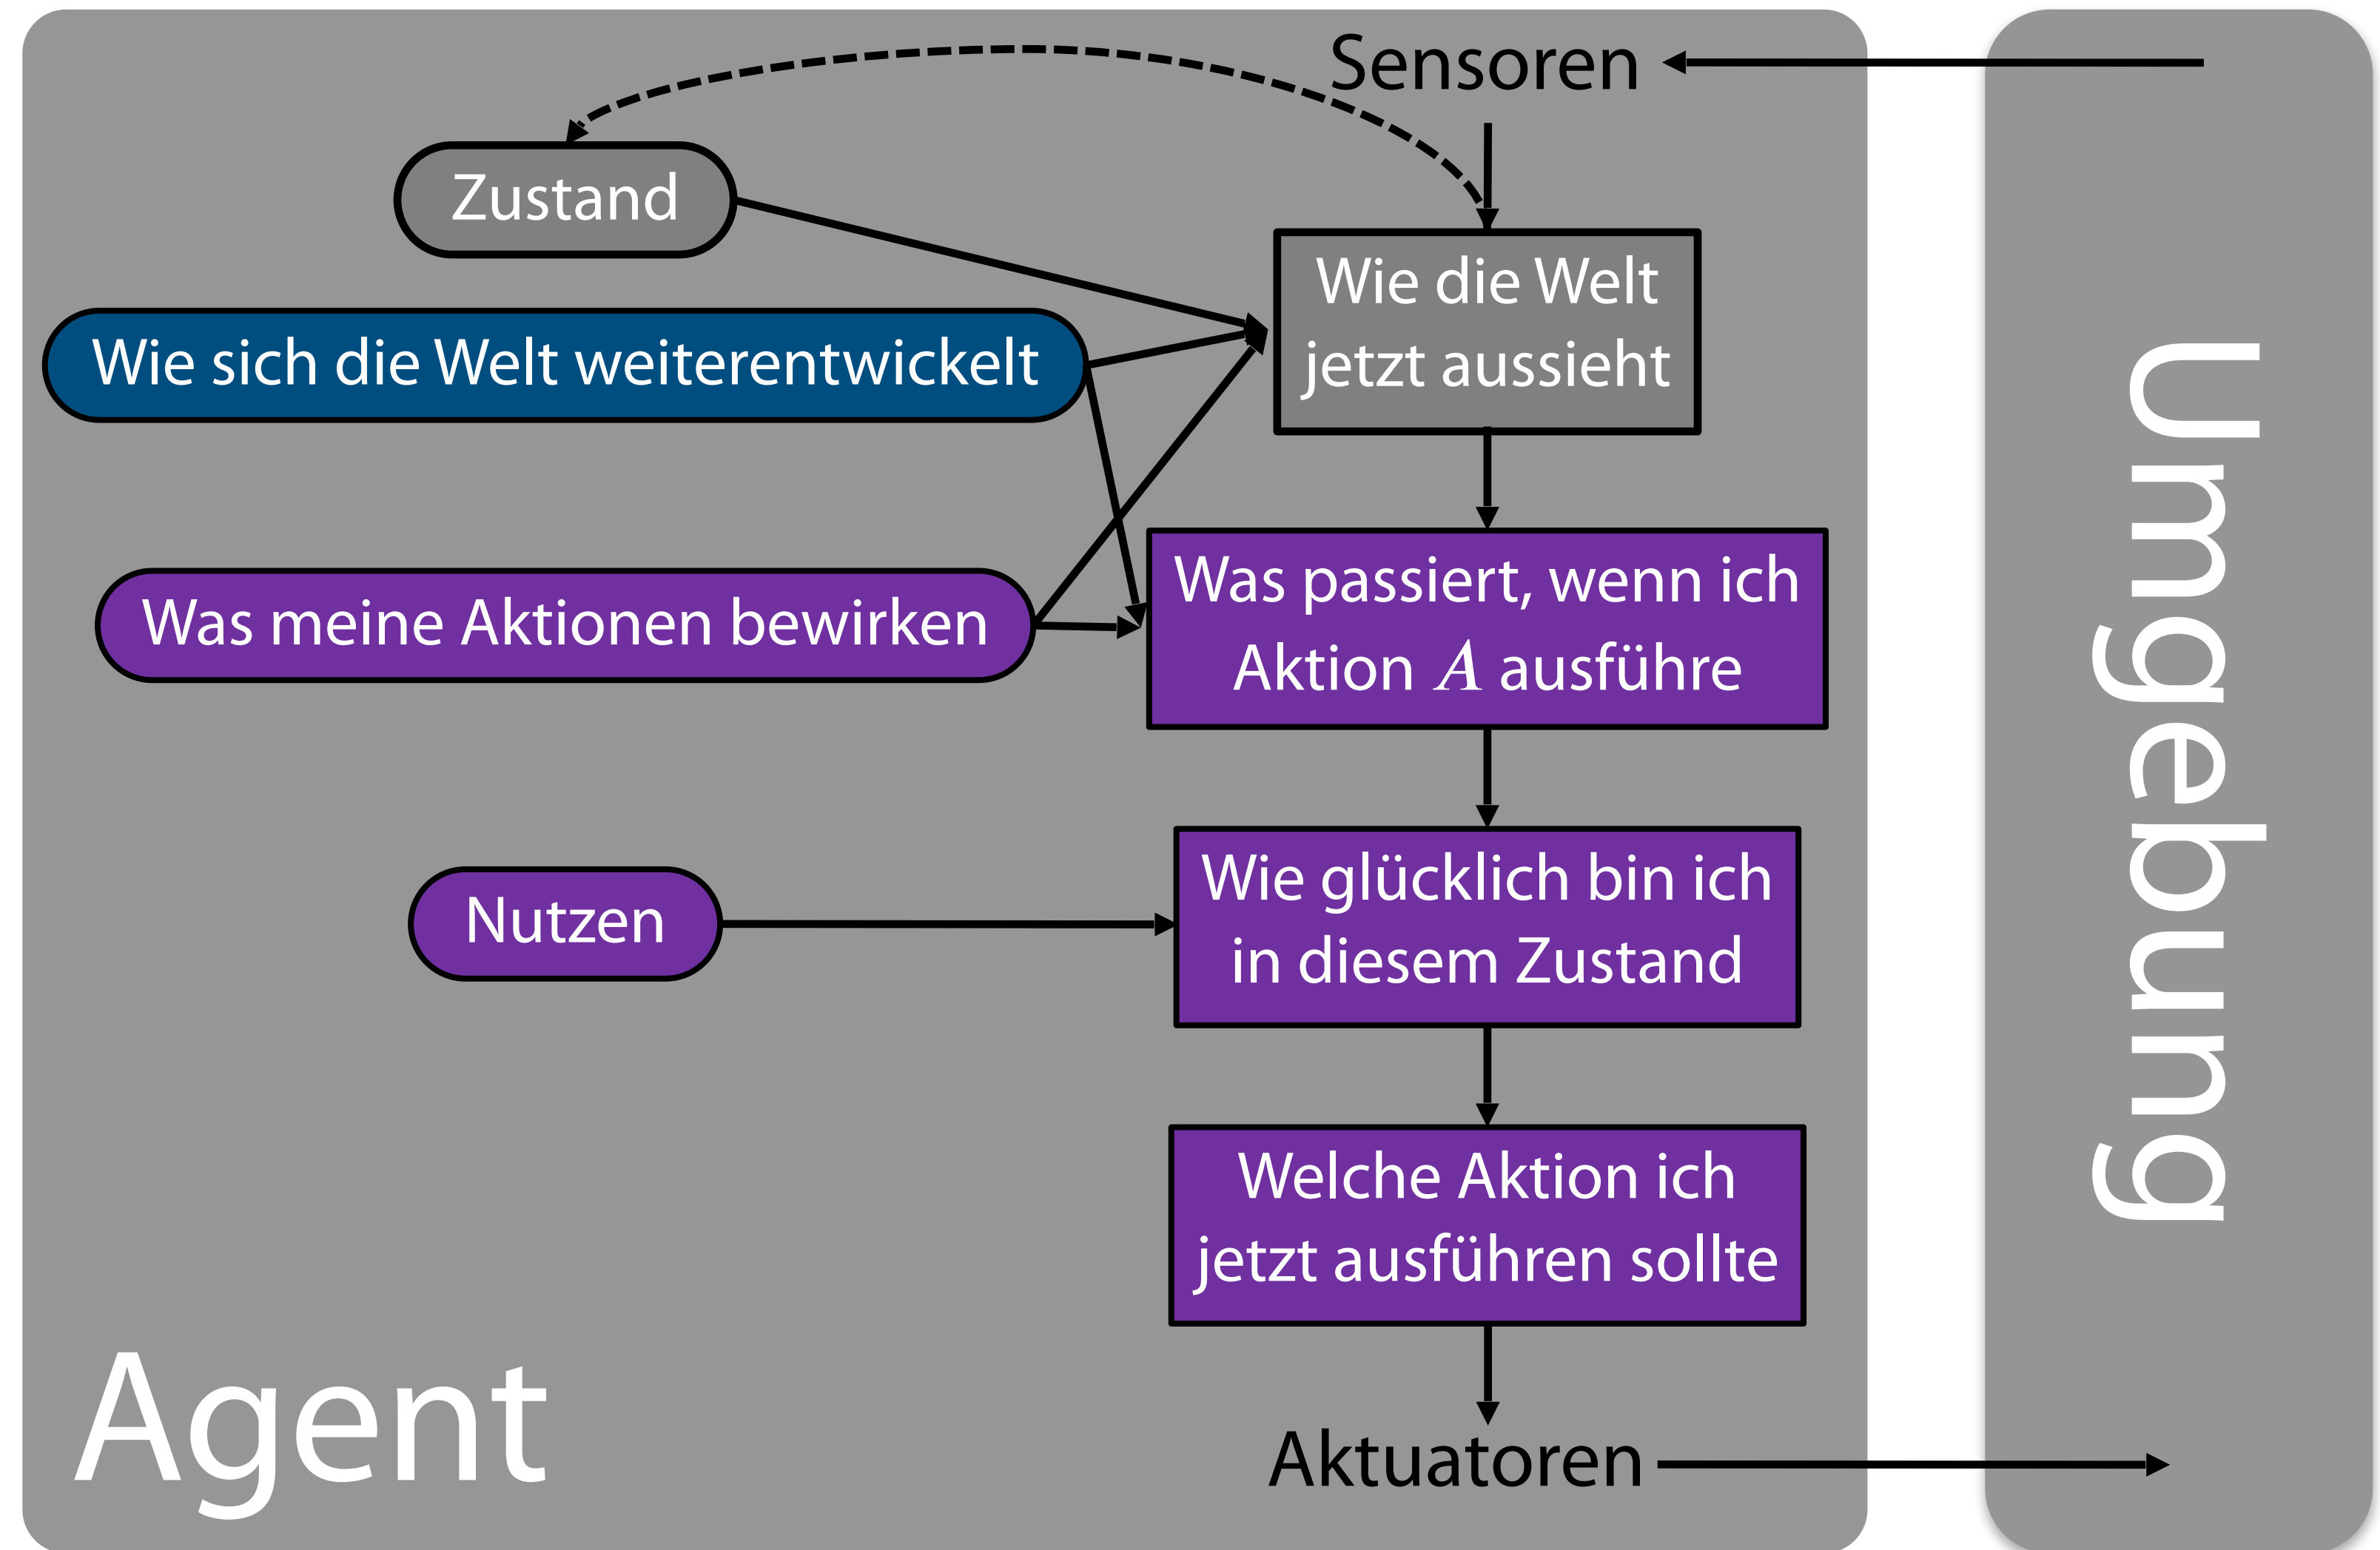 Sensoren
Zustand
Wie die Welt
jetzt aussieht
Wie sich die Welt weiterentwickelt
Was passiert, wenn ich
Aktion A ausführe
Was meine Aktionen bewirken
Wie glücklich bin ich
in diesem Zustand
Nutzen
Welche Aktion ich
jetzt ausführen sollte
Agent
Aktuatoren
Umgebung